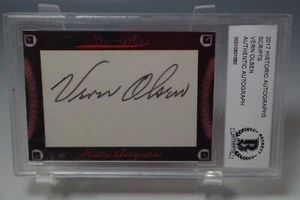 Vern Olsen
Historic Autographs
2017 HISTORIC AUTOGRAPHS
SCRIPTS
VERN OLSEN
AUTHENTIC AUTOGRAPH